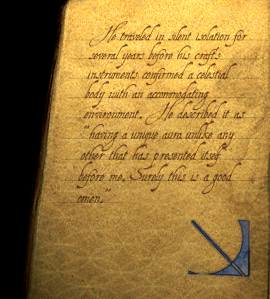 He traveled in silent isolation for
several years before his craft's
instruments confirmed a celestial
body with an accommogating
environment. He described it as
"having a unique aura unlike any
other that has presented itself
before me. Surely this is a good
omen."